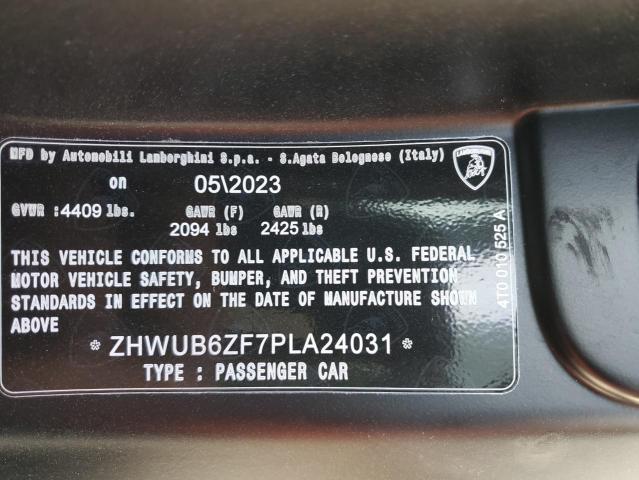 MFD by Automobili Lamborghini S.p.a. - S.Agata Bolognese (Italy)
on 05\2023
GVWR :4409 lbs. GAWR (F) GAWR (R)
2094 lbs 2425 lbs
THIS VEHICLE CONFORMS TO ALL APPLICABLE U.S. FEDERAL
MOTOR VEHICLE SAFETY, BUMPER, AND THEFT PREVENTION
STANDARDS IN EFFECT ON THE DATE OF MANUFACTURE SHOWN
ABOVE
* ZHWUB6ZF7PLA24031 *
TYPE : PASSENGER CAR
4T0 010 525 A
LAMBORGHINI